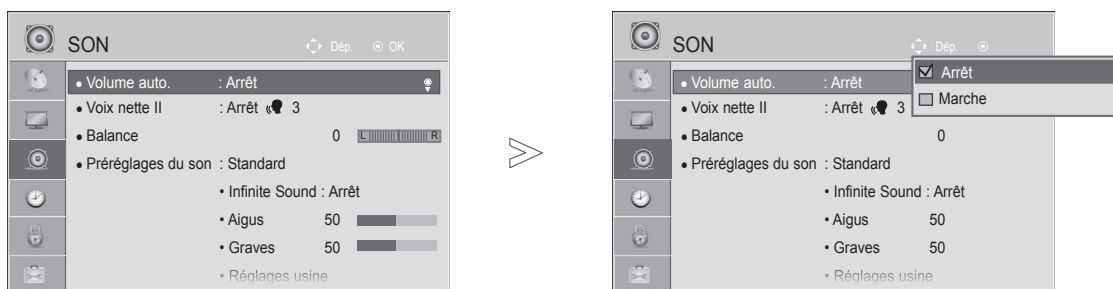 SON
Dép. OK
• Volume auto. : Arrêt
• Voix nette II : Arrêt 3
• Balance 0 L R
• Préréglages du son : Standard
• Infinite Sound : Arrêt
• Aigus 50
• Graves 50
• Réglages usine
SON
Dép.
• Volume auto. : Arrêt
Arrêt
Marche
• Voix nette II : Arrêt 3
• Balance 0
• Préréglages du son : Standard
• Infinite Sound : Arrêt
• Aigus 50
• Graves 50
• Réglages usine